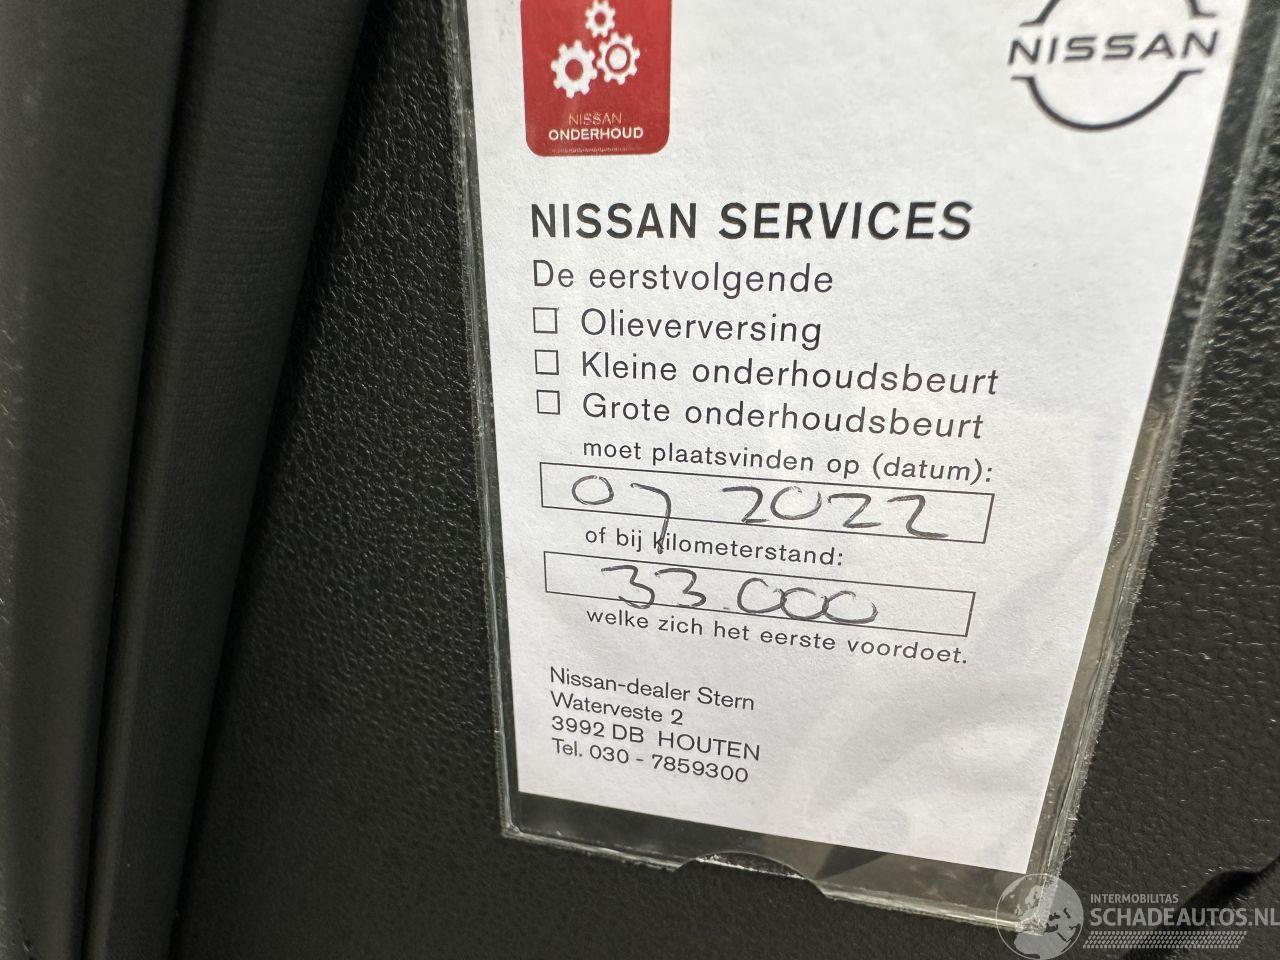 NISSAN
NISSAN
ONDERHOUD
NISSAN SERVICES
De eerstvolgende
Olieverversing
Kleine onderhoudsbeurt
Grote onderhoudsbeurt
moet plaatsvinden op (datum):
07 2022
of bij kilometerstand:
33.000
welke zich het eerste voordoet.
Nissan-dealer Stern
Waterveste 2
3992 DB HOUTEN
Tel. 030 - 7859300
INTERMOBILITAS
SCHADEAUTOS.NL